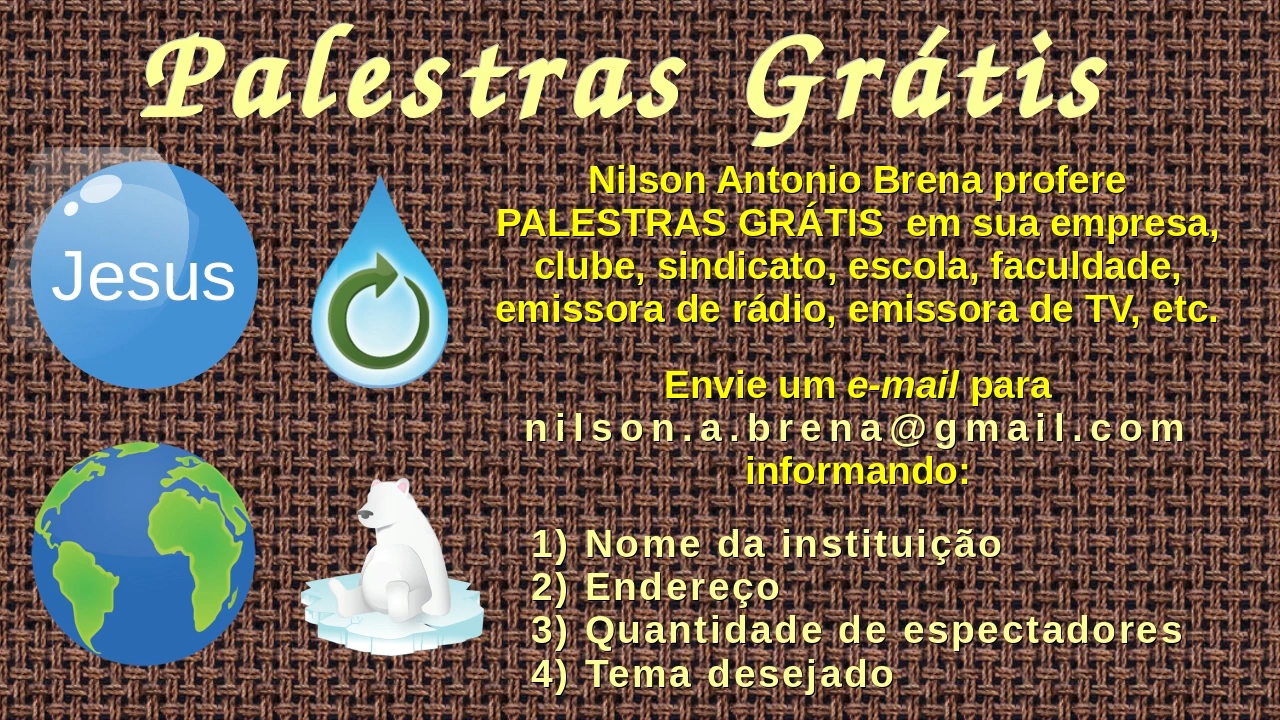 Palestras Grátis
Jesus
Nilson Antonio Brena profere
PALESTRAS GRÁTIS em sua empresa,
clube, sindicato, escola, faculdade,
emissora de rádio, emissora de TV, etc.
Envie um e-mail para
nilson.a.brena@gmail.com
informando:
1) Nome da instituição
2) Endereço
3) Quantidade de espectadores
4) Tema desejado